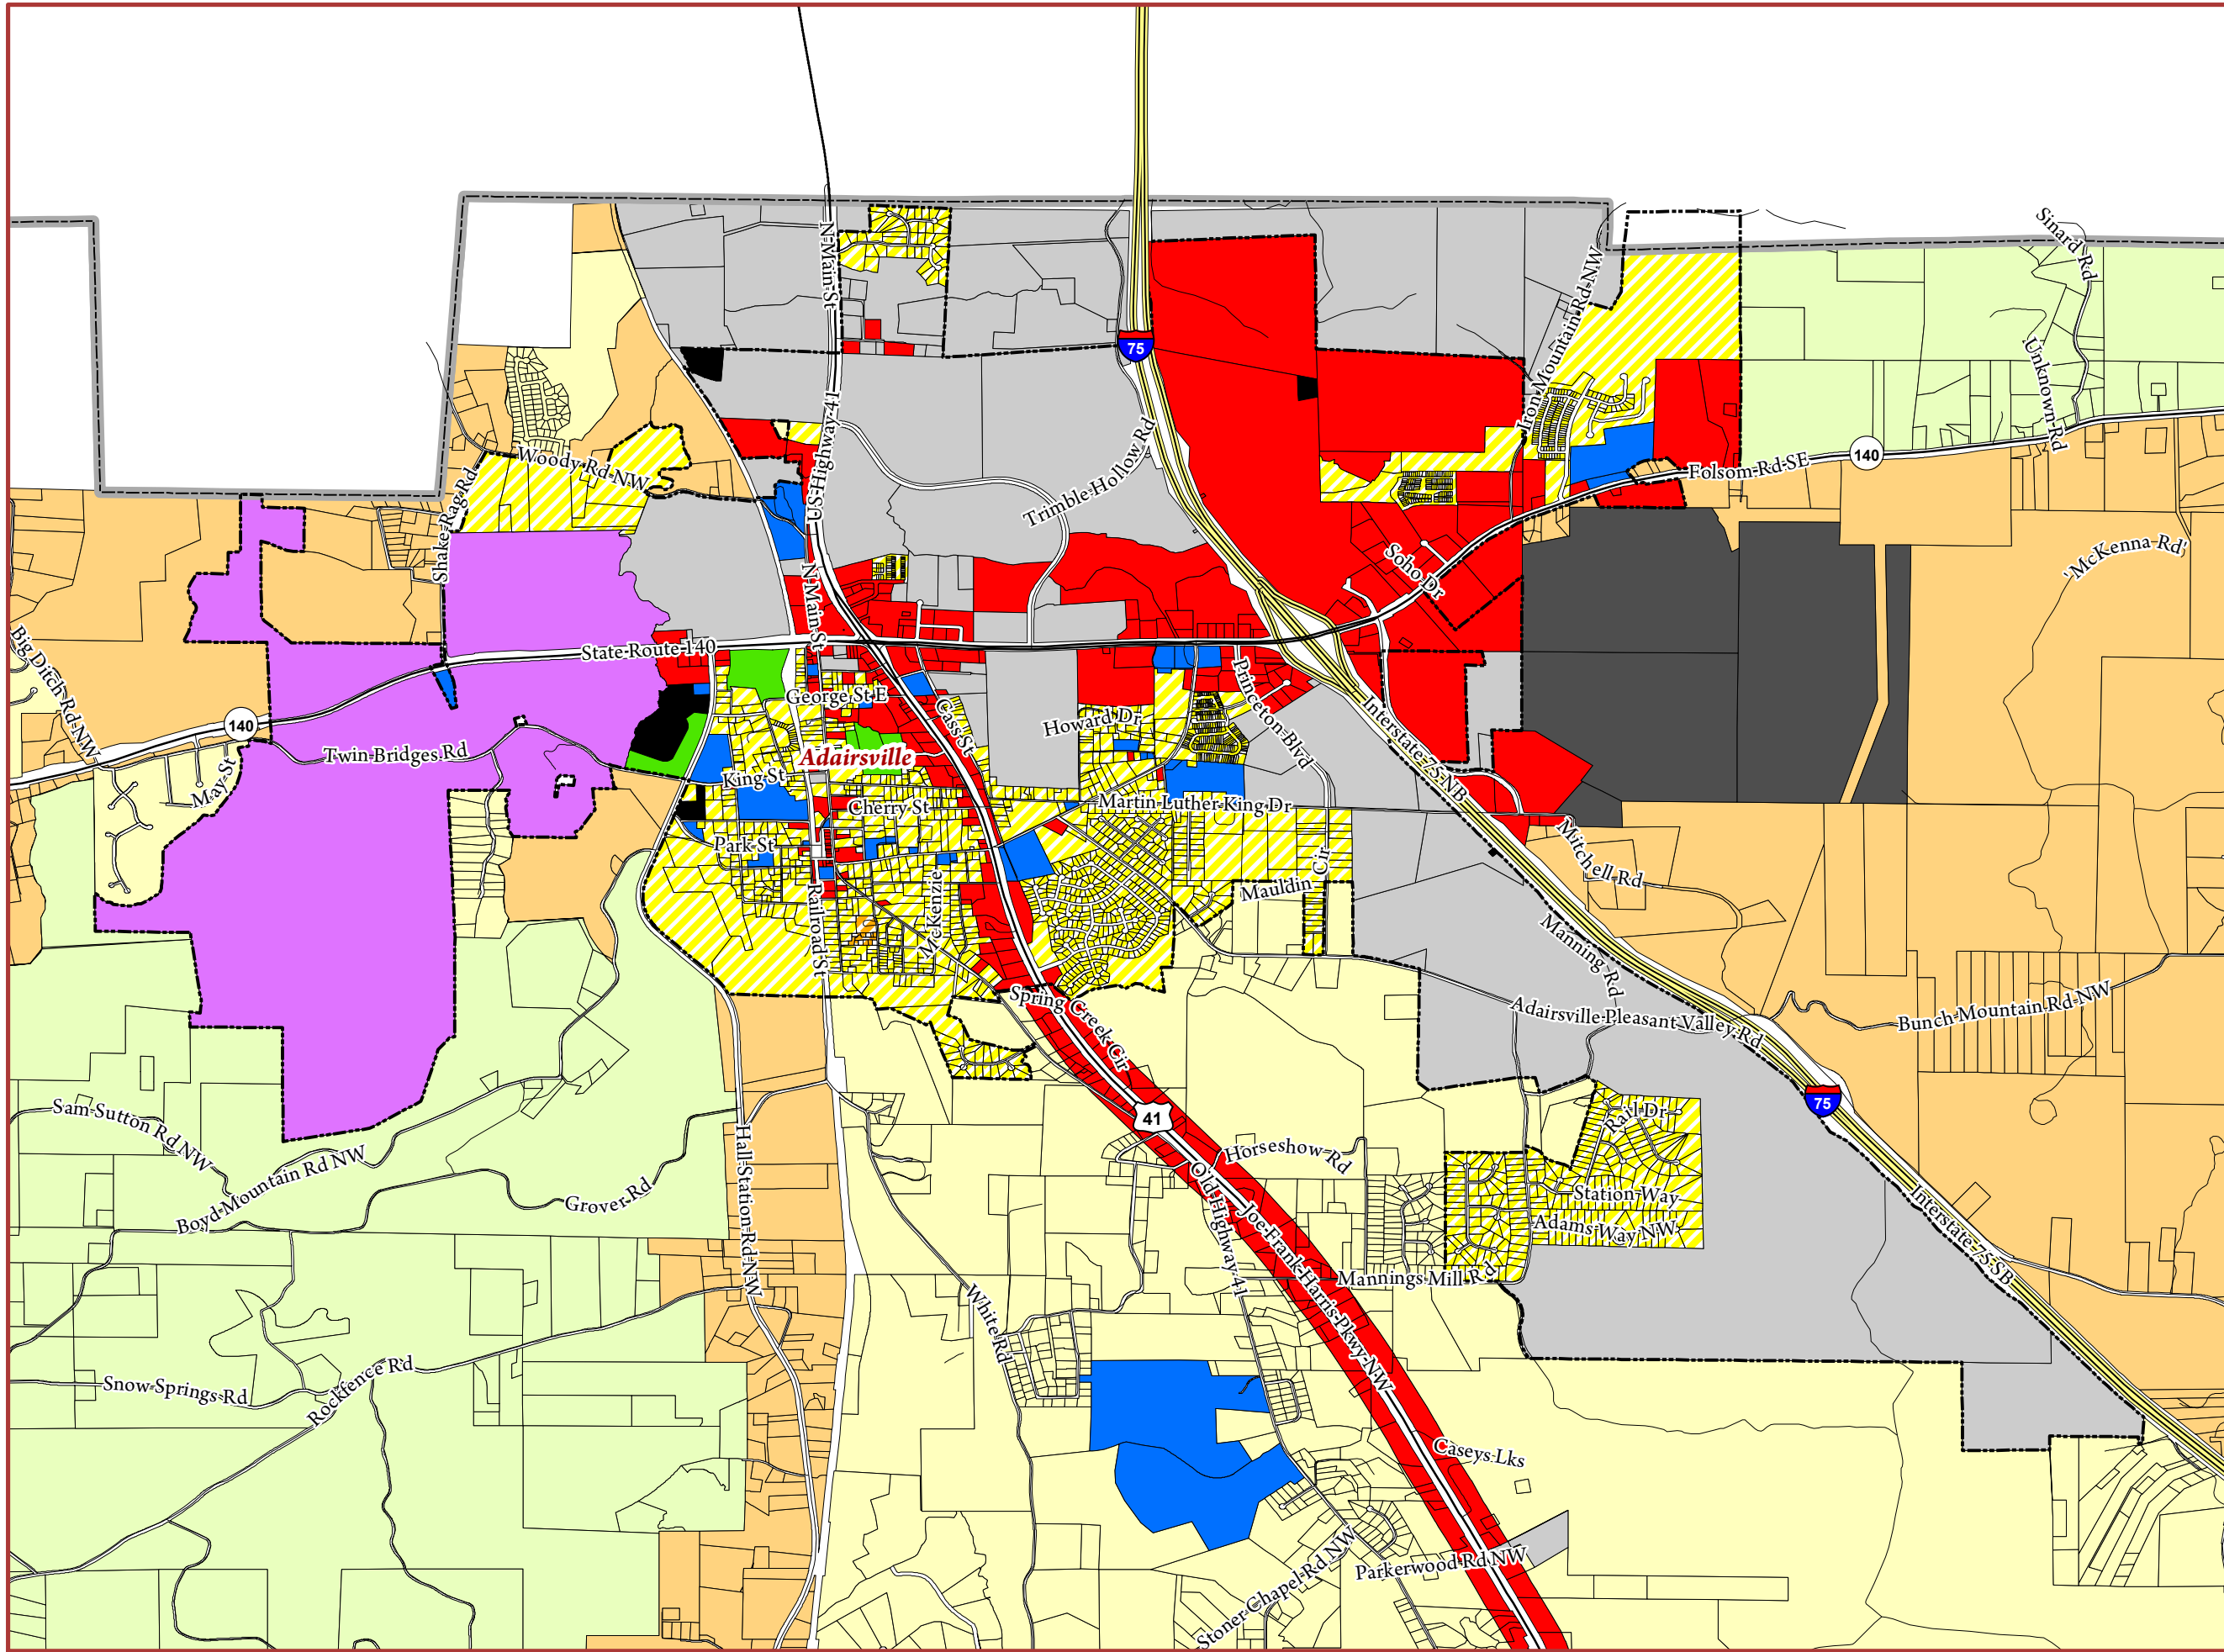 Sinard Rd
N Main St
Iron Mountain Rd NW
75
Unknown Rd
US Highway 41
140
Folsom Rd SE
Woody Rd NW
Trimble Hollow Rd
Shake Rag Rd
McKenna Rd
Soho Dr
N Main St
State Route 140
Big Ditch Rd NW
Princeton Blvd
George St E
Cass St
Interstate 75 NB
Howard Dr
140
Twin Bridges Rd
Adairsville
May St
King St
Cherry St
Martin Luther King Dr
Park St
Mitchell Rd
Mauldin Cir
McKenzie
Railroad St
Manning Rd
Spring Creek Cir
Adairsville Pleasant Valley Rd
Bunch Mountain Rd NW
75
41
Rail Dr
Sam Sutton Rd NW
Boyd Mountain Rd NW
Hall Station Rd NW
Horseshow Rd
Grover Rd
Station Way
Old Highway 41
Joe Frank Harris Pkwy NW
Adams Way NW
Interstate 75 SB
Mannings Mill Rd
White Rd
Snow Springs Rd
Rockfence Rd
Caseys Lks
Stoner Chapel Rd NW
Parkerwood Rd NW